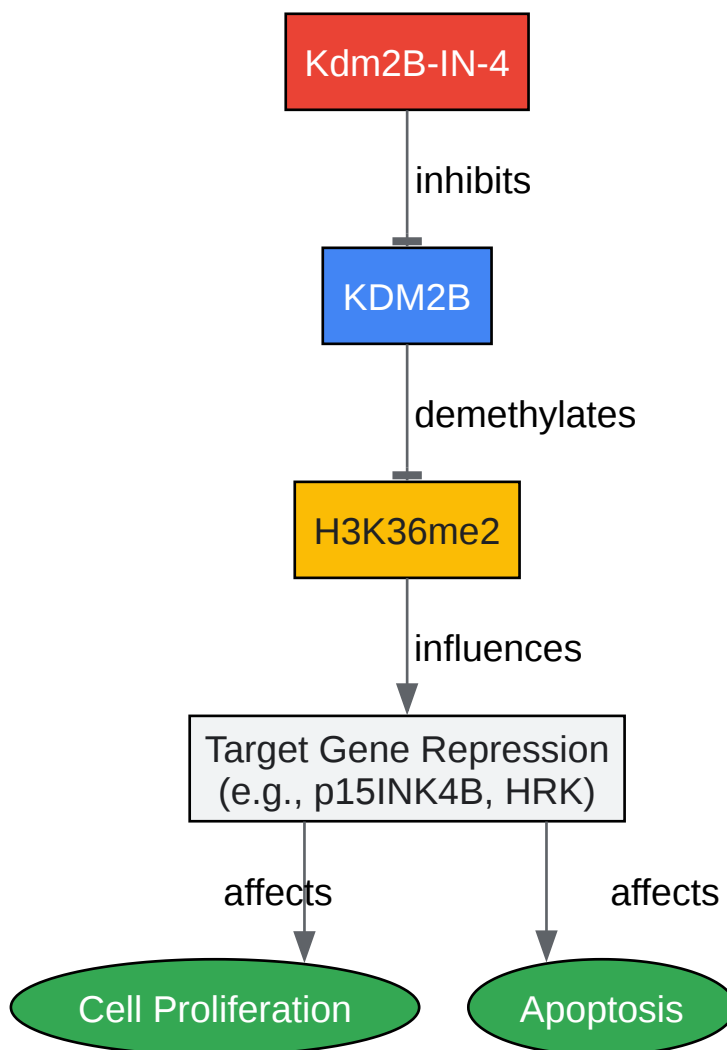 Kdm2B-IN-4
inhibits
KDM2B
demethylates
H3K36me2
influences
Target Gene Repression
(e.g., p15INK4B, HRK)
affects
affects
Cell Proliferation
Apoptosis